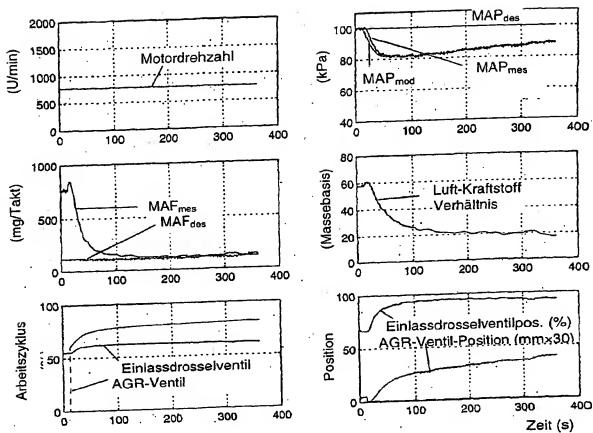 2000
1500
1000
500
0
0 100 200 300 400
(U/min)
Motordrehzahl
100
80
60
40
0 100 200 300 400
(kPa)
MAPdes
MAPmod
MAPmes
1000
500
0
0 100 200 300 400
(mg/Takt)
MAFmes
MAFdes
80
60
40
20
0
0 100 200 300 400
(Massebasis)
Luft-Kraftstoff
Verhältnis
100
50
0
0 100 200 300 400
Arbeitszyklus
Einlassdrosselventil
AGR-Ventil
100
50
0
0 100 200 300 400
Position
Einlassdrosselventilpos. (%)
AGR-Ventil-Position (mm×30)
Zeit (s)